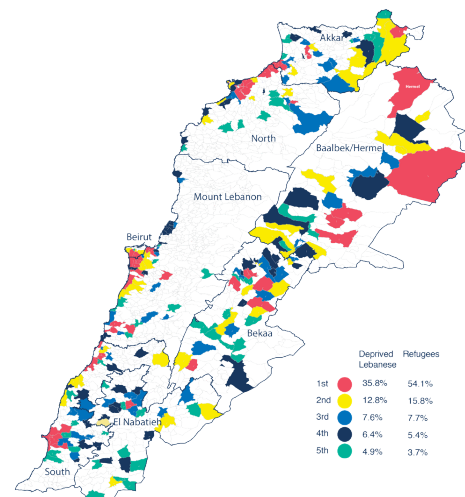 Akkar
Hermel
North
Baalbek/Hermel
Mount Lebanon
Beirut
Bekaa
El Nabatieh
South
Deprived Refugees
Lebanese
1st 35.8% 54.1%
2nd 12.8% 15.8%
3rd 7.6% 7.7%
4th 6.4% 5.4%
5th 4.9% 3.7%